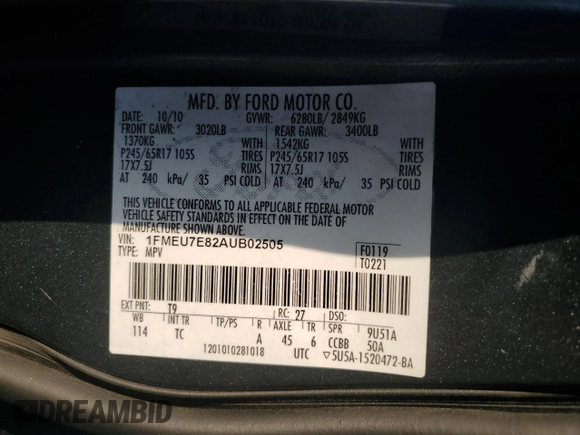 MFD. BY FORD MOTOR CO.
DATE: 10/10 GVWR: 6280LB/ 2849KG
FRONT GAWR: 3020LB REAR GAWR: 3400LB
1370KG WITH 1542KG WITH
P245/65R17 105S TIRES P245/65R17 105S TIRES
17X7.5J RIMS 17X7.5J RIMS
AT 240 kPa/ 35 PSI COLD AT 240 kPa/ 35 PSI COLD
THIS VEHICLE CONFORMS TO ALL APPLICABLE FEDERAL MOTOR
VEHICLE SAFETY STANDARDS IN EFFECT ON THE DATE OF
MANUFACTURE SHOWN ABOVE.
VIN: 1FMEU7E82AUB02505 F0119
TYPE: MPV T0221
EXT PNT: T9 RC: 27
WB INT TR TP/PS R AXLE TR SPR 9U51A
114 TC A 45 6 CCBB 50A
1201010281018 UTC ▽5U5A-1520472-BA
DREAMBID
dreambid.com